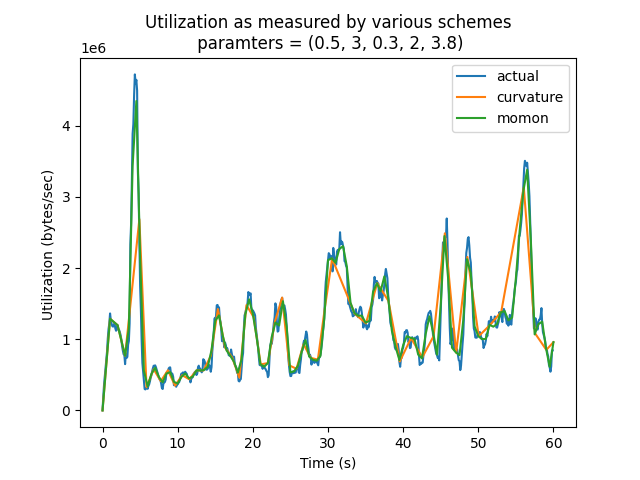 Utilization as measured by various schemes
paramters = (0.5, 3, 0.3, 2, 3.8)
1e6
actual
curvature
momon
4
3
2
1
0
Utilization (bytes/sec)
0 10 20 30 40 50 60
Time (s)